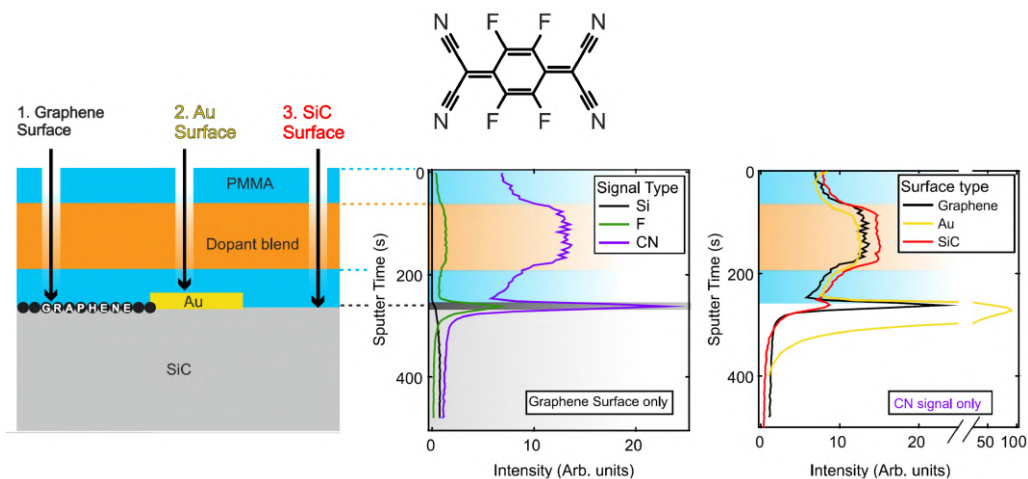 N F F N
N F F N
1. Graphene
Surface
2. Au
Surface
3. SiC
Surface
PMMA
Dopant blend
Au
GRAPHENE
SiC
0
200
400
Sputter Time (s)
Signal Type
Si
F
CN
Graphene Surface only
0 10 20
Intensity (Arb. units)
0
200
400
Sputter Time (s)
Surface type
Graphene
Au
SiC
CN signal only
0 10 20 50 100
Intensity (Arb. units)